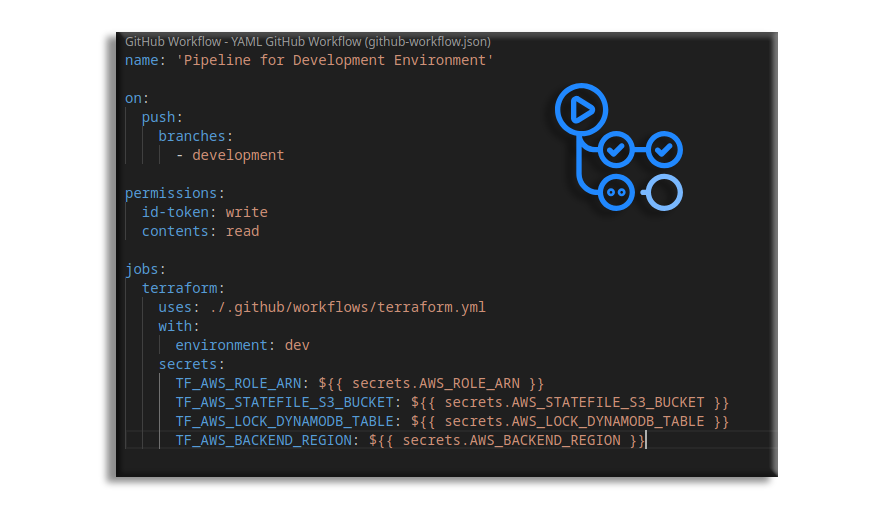 GitHub Workflow - YAML GitHub Workflow (github-workflow.json)
name: 'Pipeline for Development Environment'
on:
push:
branches:
- development
permissions:
id-token: write
contents: read
jobs:
terraform:
uses: ./.github/workflows/terraform.yml
with:
environment: dev
secrets:
TF_AWS_ROLE_ARN: ${{ secrets.AWS_ROLE_ARN }}
TF_AWS_STATEFILE_S3_BUCKET: ${{ secrets.AWS_STATEFILE_S3_BUCKET }}
TF_AWS_LOCK_DYNAMODB_TABLE: ${{ secrets.AWS_LOCK_DYNAMODB_TABLE }}
TF_AWS_BACKEND_REGION: ${{ secrets.AWS_BACKEND_REGION }}